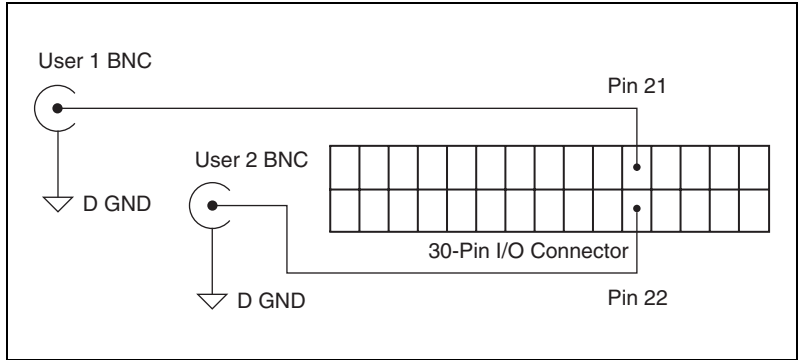 User 1 BNC
Pin 21
User 2 BNC
D GND
30-Pin I/O Connector
D GND
Pin 22